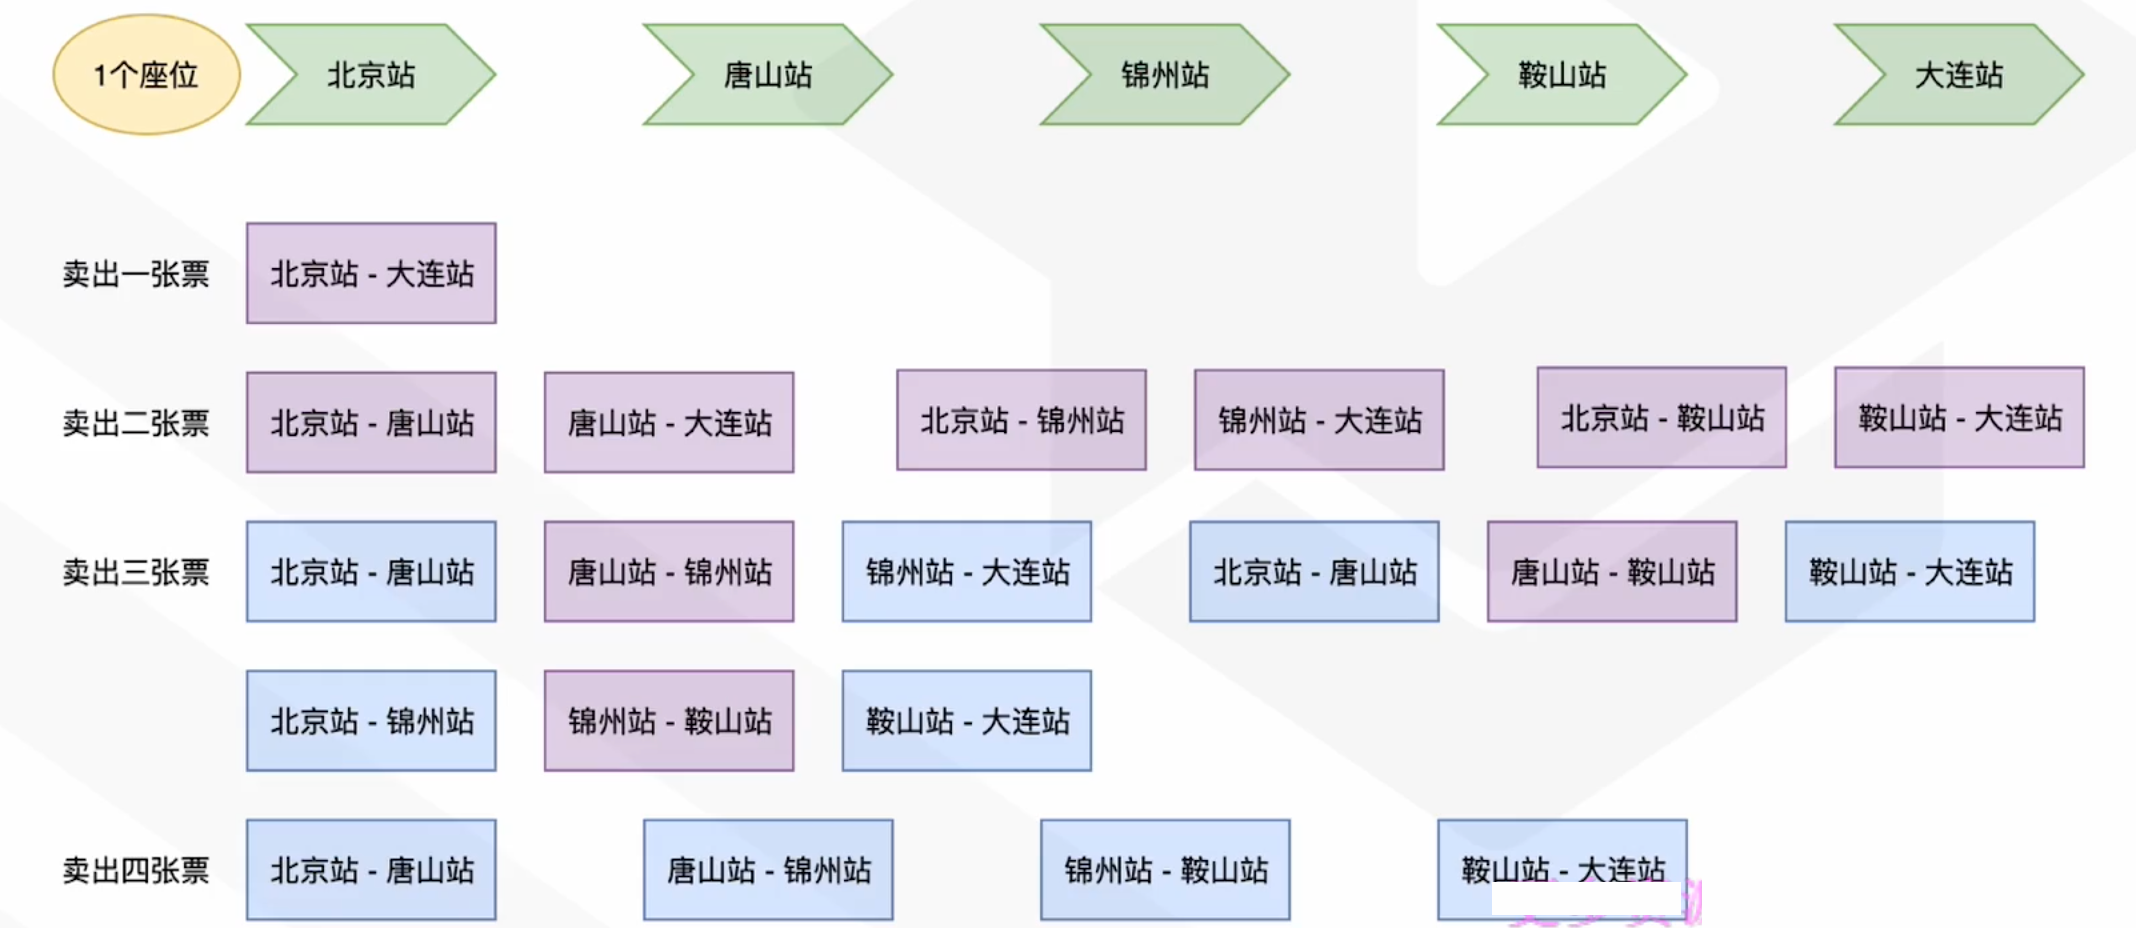 1个座位 北京站 唐山站 锦州站 鞍山站 大连站
卖出一张票 北京站 - 大连站
卖出二张票 北京站 - 唐山站 唐山站 - 大连站 北京站 - 锦州站 锦州站 - 大连站 北京站 - 鞍山站 鞍山站 - 大连站
卖出三张票 北京站 - 唐山站 唐山站 - 锦州站 锦州站 - 大连站 北京站 - 唐山站 唐山站 - 鞍山站 鞍山站 - 大连站
北京站 - 锦州站 锦州站 - 鞍山站 鞍山站 - 大连站
卖出四张票 北京站 - 唐山站 唐山站 - 锦州站 锦州站 - 鞍山站 鞍山站 - 大连站